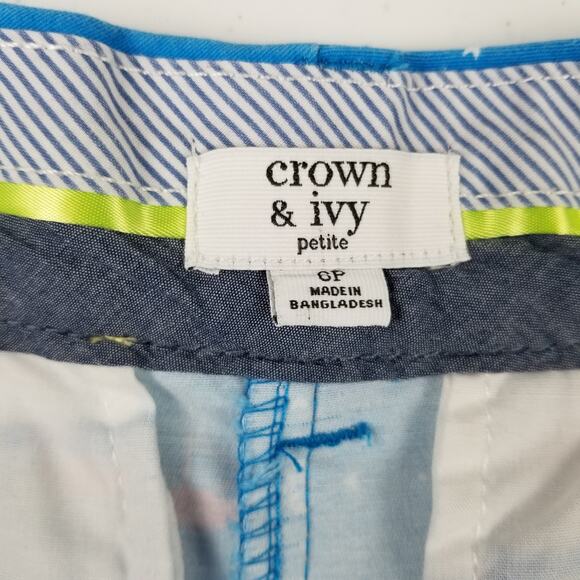 crown
& ivy
petite
6P
MADE IN
BANGLADESH